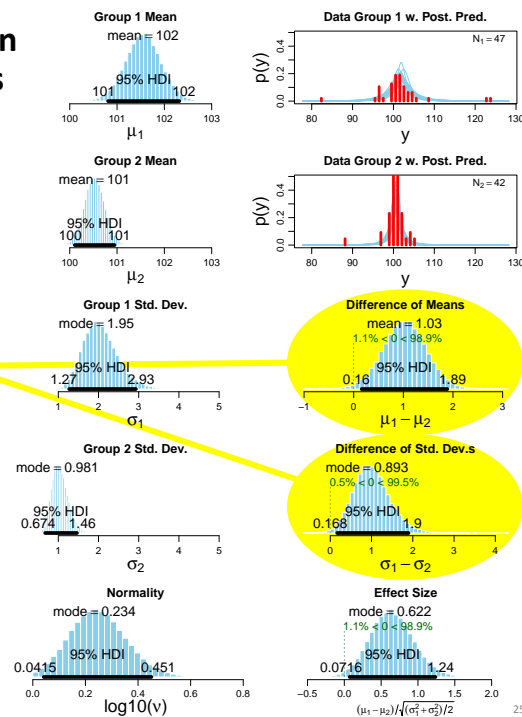 n
s
Group 1 Mean
mean = 102
95% HDI
101 102
100 101 102 103
μ1
Data Group 1 w. Post. Pred.
N1 = 47
p(y)
0.0 0.2 0.4
80 90 100 110 120 130
y
Group 2 Mean
mean = 101
95% HDI
100 101
100 101 102 103
μ2
Data Group 2 w. Post. Pred.
N2 = 42
p(y)
0.0 0.2 0.4
80 90 100 110 120 130
y
Group 1 Std. Dev.
mode = 1.95
95% HDI
1.27 2.93
1 2 3 4 5
σ1
Difference of Means
mean = 1.03
1.1% < 0 < 98.9%
95% HDI
0.16 1.89
−1 0 1 2 3
μ1 − μ2
Group 2 Std. Dev.
mode = 0.981
95% HDI
0.674 1.46
1 2 3 4 5
σ2
Difference of Std. Dev.s
mode = 0.893
0.5% < 0 < 99.5%
95% HDI
0.168 1.9
0 1 2 3 4
σ1 − σ2
Normality
mode = 0.234
95% HDI
0.0415 0.451
0.0 0.2 0.4 0.6 0.8
log10(ν)
Effect Size
mode = 0.622
1.1% < 0 < 98.9%
95% HDI
0.0716 1.24
−0.5 0.0 0.5 1.0 1.5 2.0
(μ1 − μ2)/√(σ1² + σ2²)/2
25